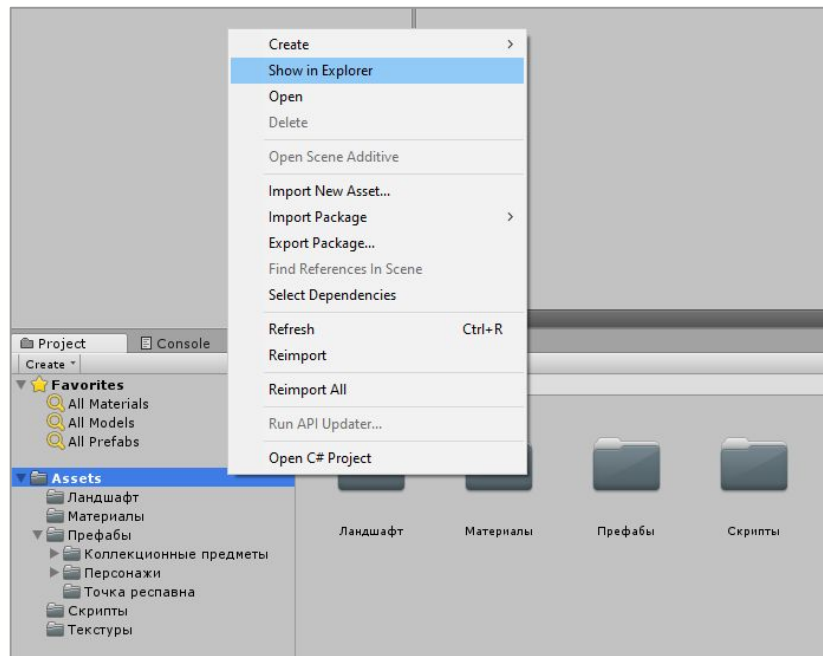 Create
Show in Explorer
Open
Delete
Open Scene Additive
Import New Asset...
Import Package
Export Package...
Find References In Scene
Select Dependencies
Refresh Ctrl+R
Reimport
Reimport All
Run API Updater...
Open C# Project
Project Console
Create
Favorites
All Materials
All Models
All Prefabs
Assets
Ландшафт
Материалы
Префабы
Коллекционные предметы
Персонажи
Точка респавна
Скрипты
Текстуры
Ландшафт Материалы Префабы Скрипты